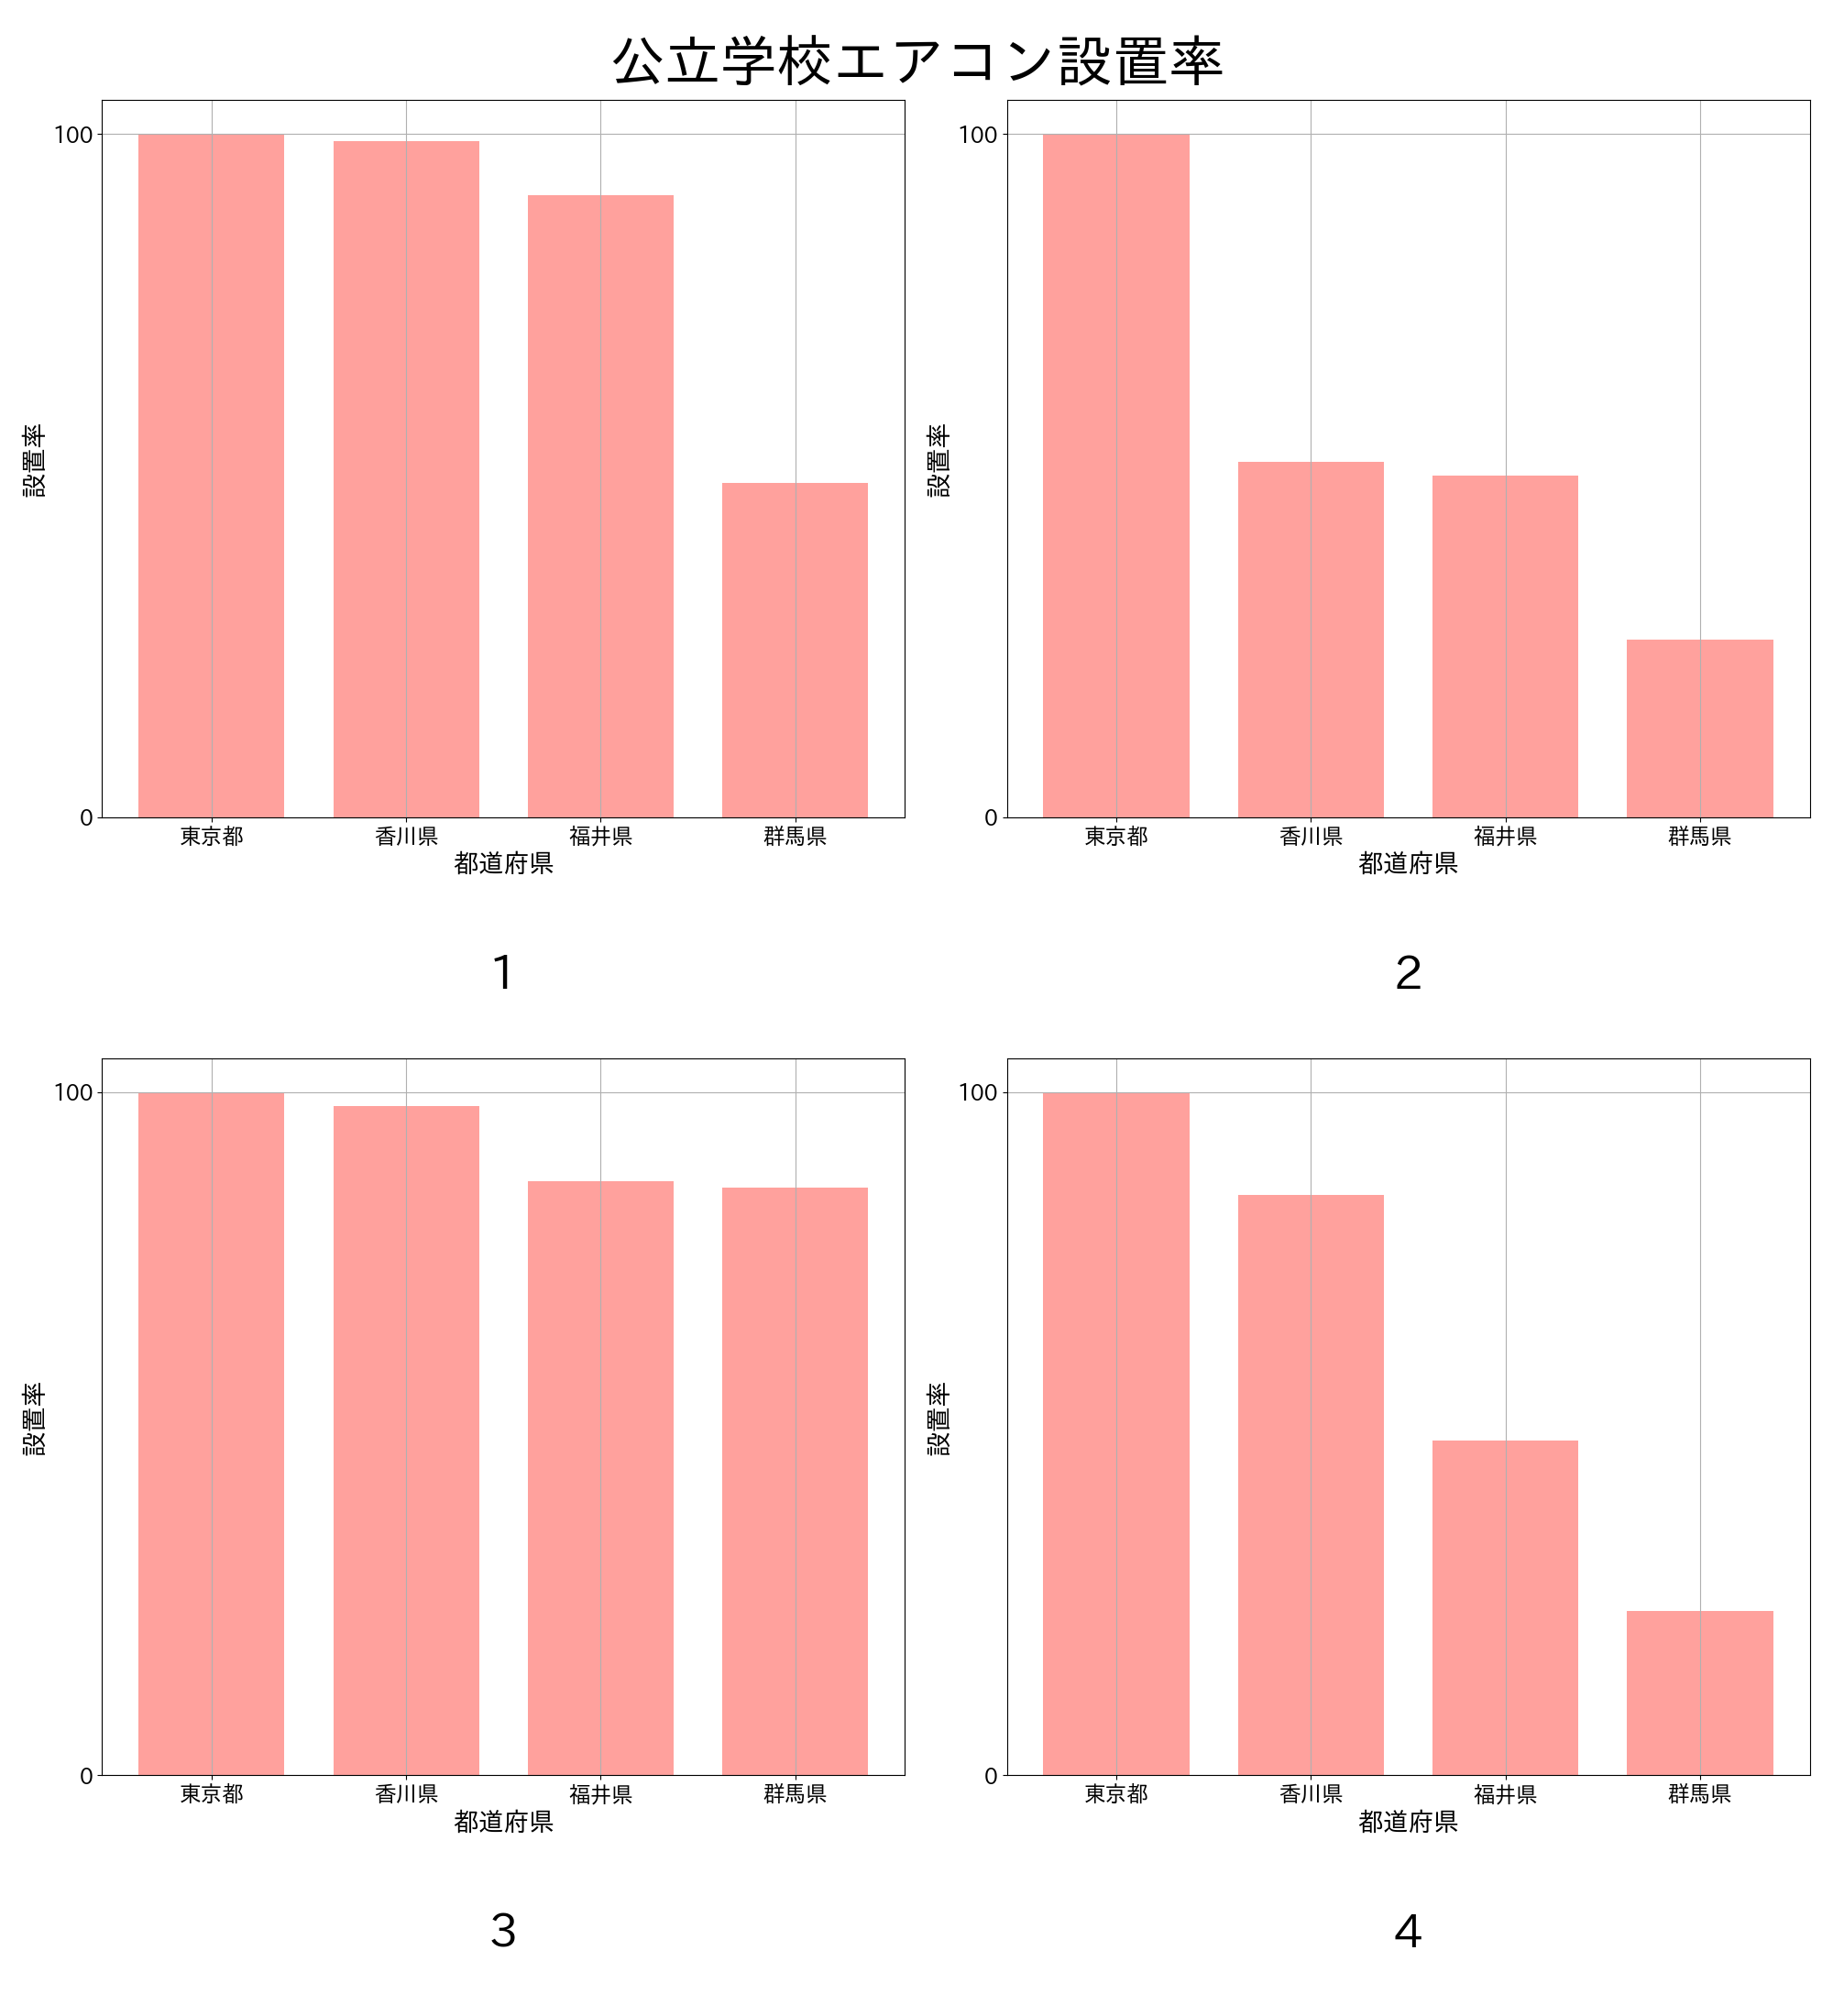 公立学校エアコン設置率
100
0
設置率
東京都 香川県 福井県 群馬県
都道府県
1
100
0
設置率
東京都 香川県 福井県 群馬県
都道府県
2
100
0
設置率
東京都 香川県 福井県 群馬県
都道府県
3
100
0
設置率
東京都 香川県 福井県 群馬県
都道府県
4